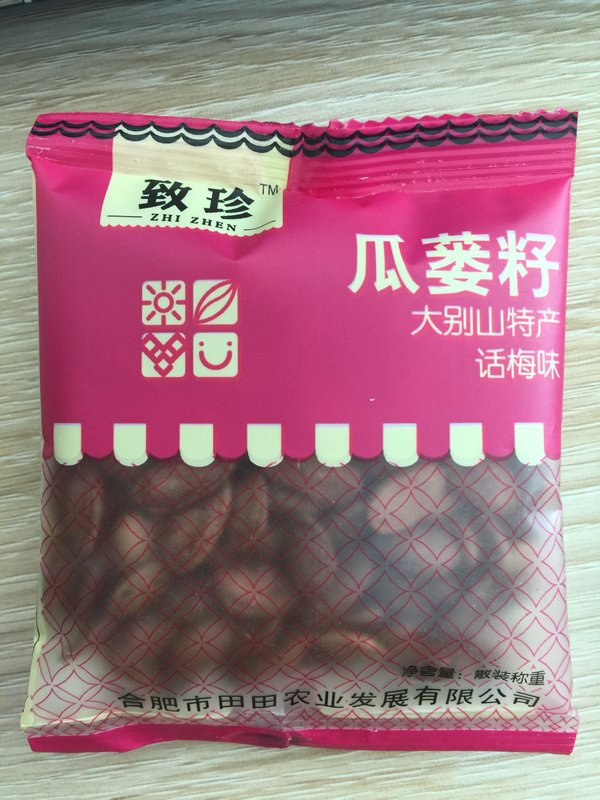 致珍TM
ZHI ZHEN
瓜蒌籽
大别山特产
话梅味
净含量：散装称重
合肥市田田农业发展有限公司